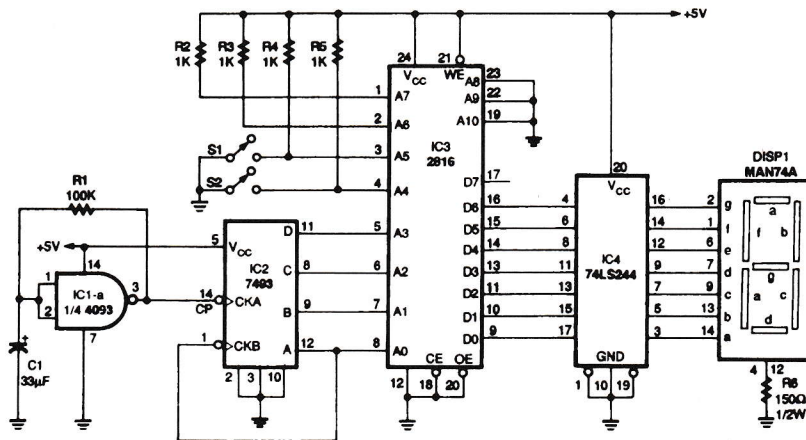 +5V
R2
1K
R3
1K
R4
1K
R5
1K
24
21
VCC
WE
1
A7
A8
23
A9
22
2
A6
A10
19
IC3
2816
S1
3
A5
S2
4
A4
D7
17
R1
100K
+5V
14
1
2
3
IC1-a
1/4 4093
7
C1
33µF
+
5
VCC
IC2
7493
D
11
C
8
B
9
A
12
14
CP
CKA
1
CKB
2
3
10
5
A3
6
A2
7
A1
8
A0
D6
16
D5
15
D4
14
D3
13
D2
11
D1
10
D0
9
CE
OE
12
18
20
20
VCC
IC4
74LS244
4
6
8
11
13
15
17
16
14
12
9
7
5
3
GND
1
10
19
DISP1
MAN74A
2
g
1
f
6
e
7
d
9
c
13
b
14
a
a
f
b
g
a
c
d
4
12
R6
150Ω
1/2W